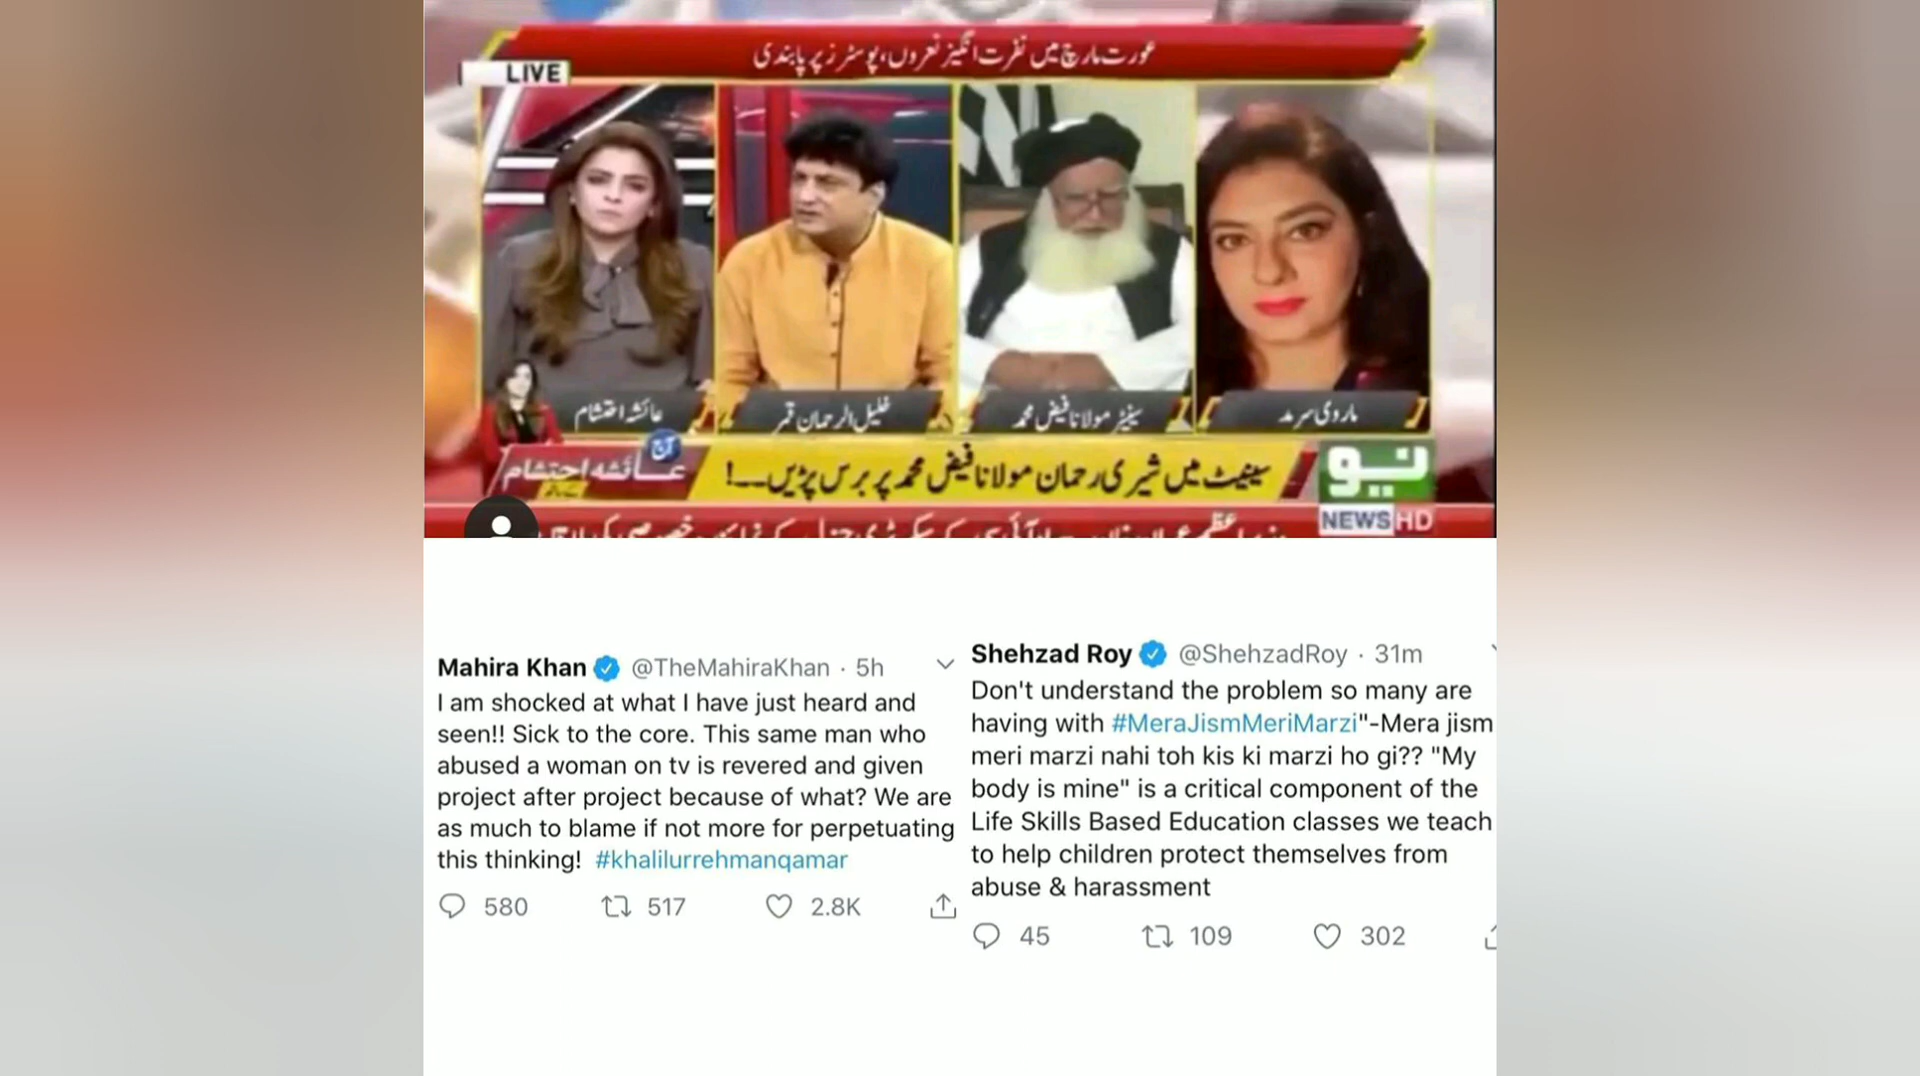 عورت مارچ میں نفرت انگیز نعروں، پوسٹرز پر پابندی
LIVE
عائشہ احتشام
خلیل الرحمان قمر
سینیٹر مولانا فیض محمد
ماروی سرمد
آج
عائشہ احتشام
کے ساتھ
سینیٹ میں شیری رحمان مولانا فیض محمد پر برس پڑیں۔۔۔!
نیو
NEWS HD
Mahira Khan @TheMahiraKhan · 5h
I am shocked at what I have just heard and
seen!! Sick to the core. This same man who
abused a woman on tv is revered and given
project after project because of what? We are
as much to blame if not more for perpetuating
this thinking! #khalilurrehmanqamar
580 517 2.8K
Shehzad Roy @ShehzadRoy · 31m
Don't understand the problem so many are
having with #MeraJismMeriMarzi"-Mera jism
meri marzi nahi toh kis ki marzi ho gi?? "My
body is mine" is a critical component of the
Life Skills Based Education classes we teach
to help children protect themselves from
abuse & harassment
45 109 302